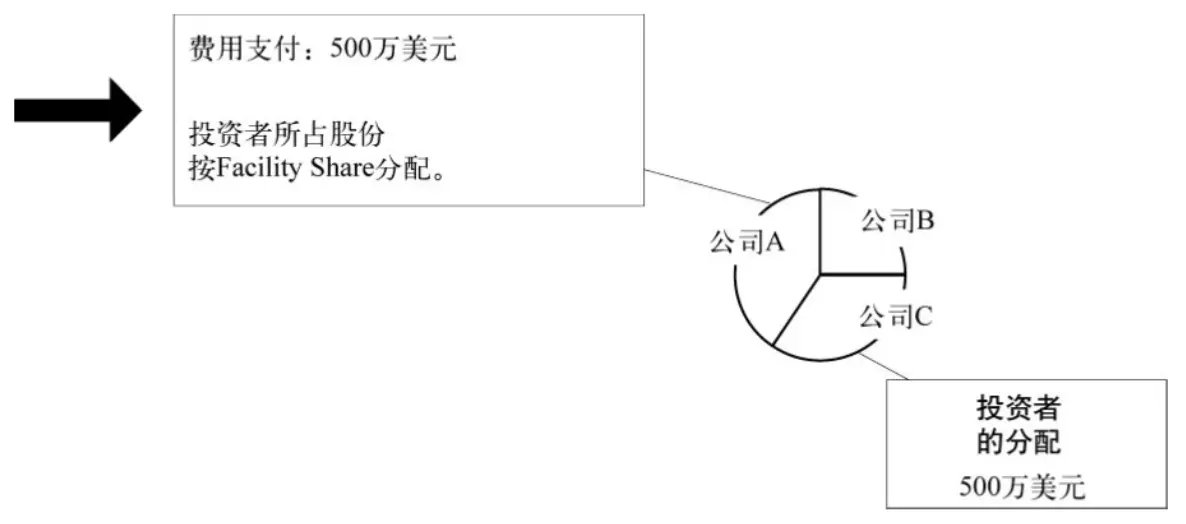 费用支付：500万美元
投资者所占股份
按Facility Share分配。
公司A
公司B
公司C
投资者
的分配
500万美元